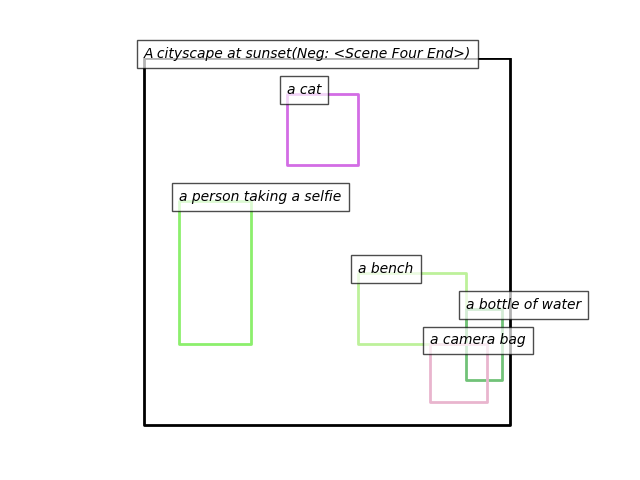 A cityscape at sunset(Neg: <Scene Four End>)
a cat
a person taking a selfie
a bench
a bottle of water
a camera bag